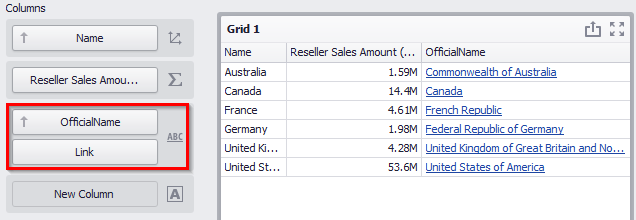 Columns
Name
Reseller Sales Amou...
OfficialName
ABC
Link
New Column
A
Grid 1
Name Reseller Sales Amount (... OfficialName
Australia 1.59M Commonwealth of Australia
Canada 14.4M Canada
France 4.61M French Republic
Germany 1.98M Federal Republic of Germany
United Ki... 4.28M United Kingdom of Great Britain and No...
United St... 53.6M United States of America